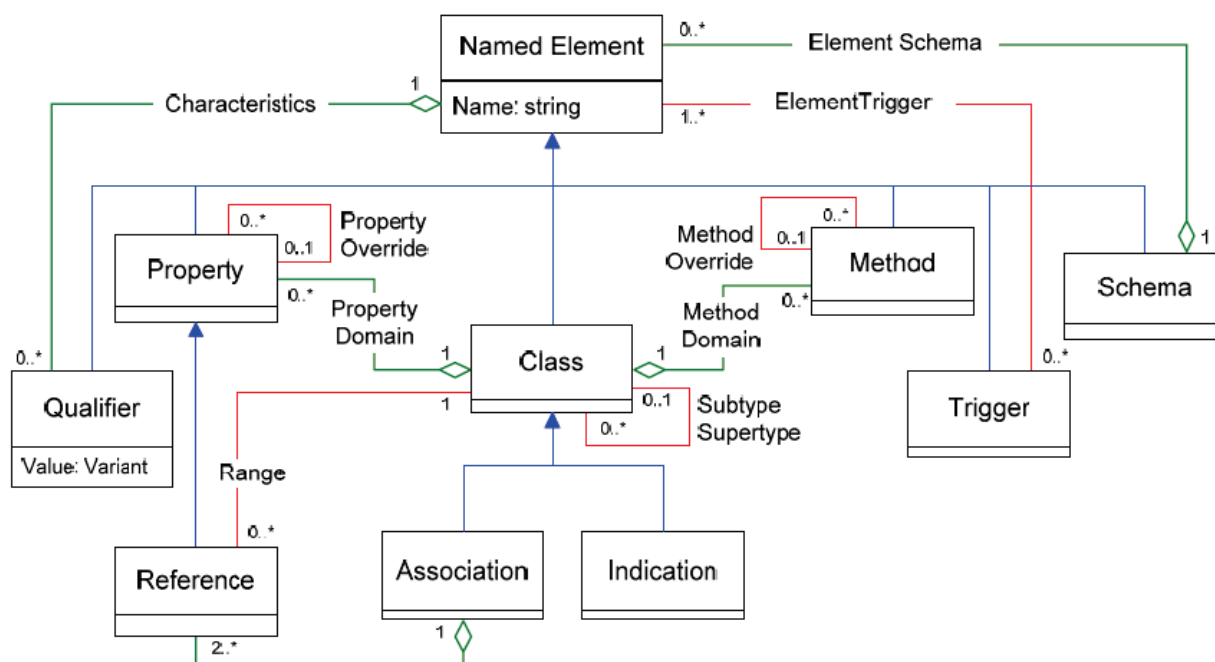 Named Element
0..*
Element Schema
1
Characteristics
Name: string
ElementTrigger
1..*
0..*
Property
Override
0..1
Property
0..*
Property
Domain
0..*
Method
Override
0..1
Method
0..*
Method
Domain
1
Schema
0..*
Qualifier
Value: Variant
1
Class
1
1
0..1
0..*
Subtype
Supertype
0..*
Trigger
Range
0..*
Reference
2..*
Association
1
Indication